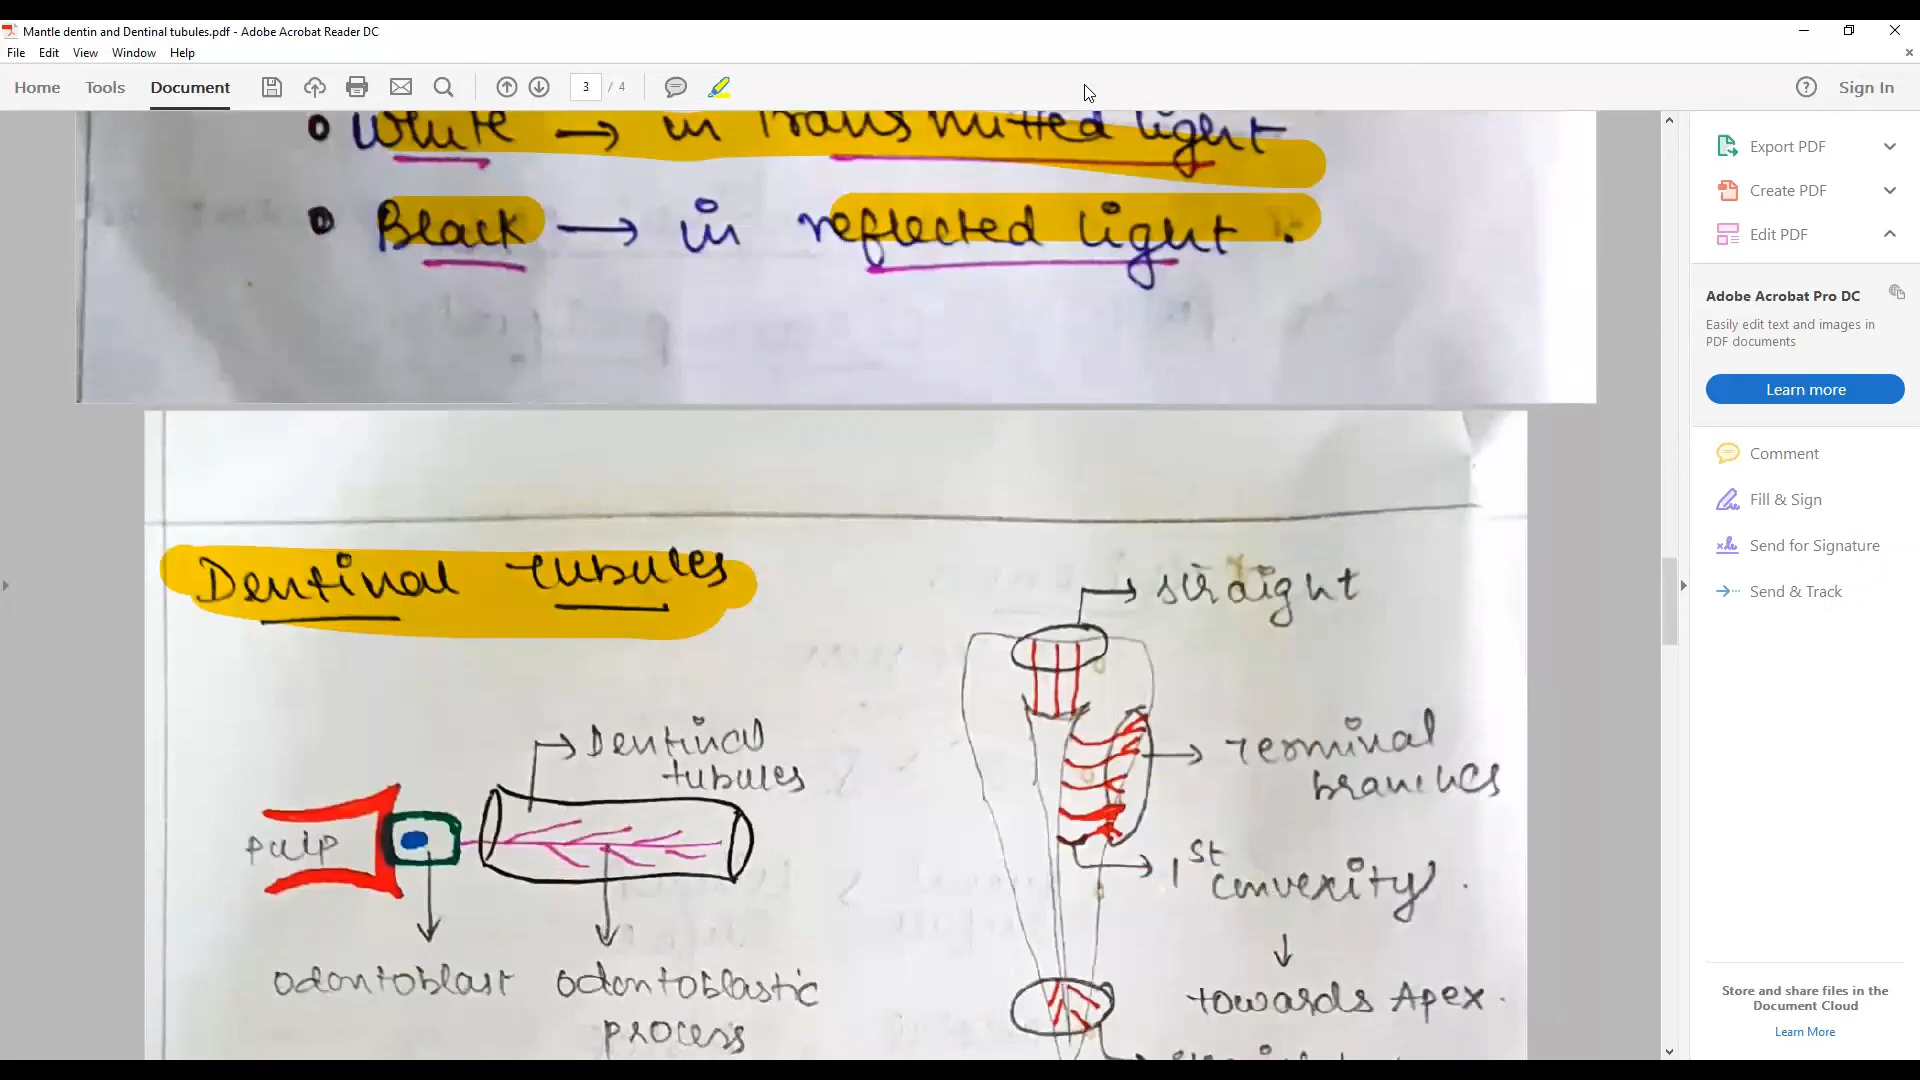 Mantle dentin and Dentinal tubules.pdf - Adobe Acrobat Reader DC
File Edit View Window Help
Home Tools Document 3 / 4 Sign In
White → in Transmitted light
Black → in reflected light .
Dentinal tubules
straight
Dentinal
tubules
Terminal
branches
pulp
1st
convexity .
↓
towards Apex .
odontoblast
odontoblastic
process
Export PDF
Create PDF
Edit PDF
Adobe Acrobat Pro DC
Easily edit text and images in
PDF documents
Learn more
Comment
Fill & Sign
Send for Signature
Send & Track
Store and share files in the
Document Cloud
Learn More